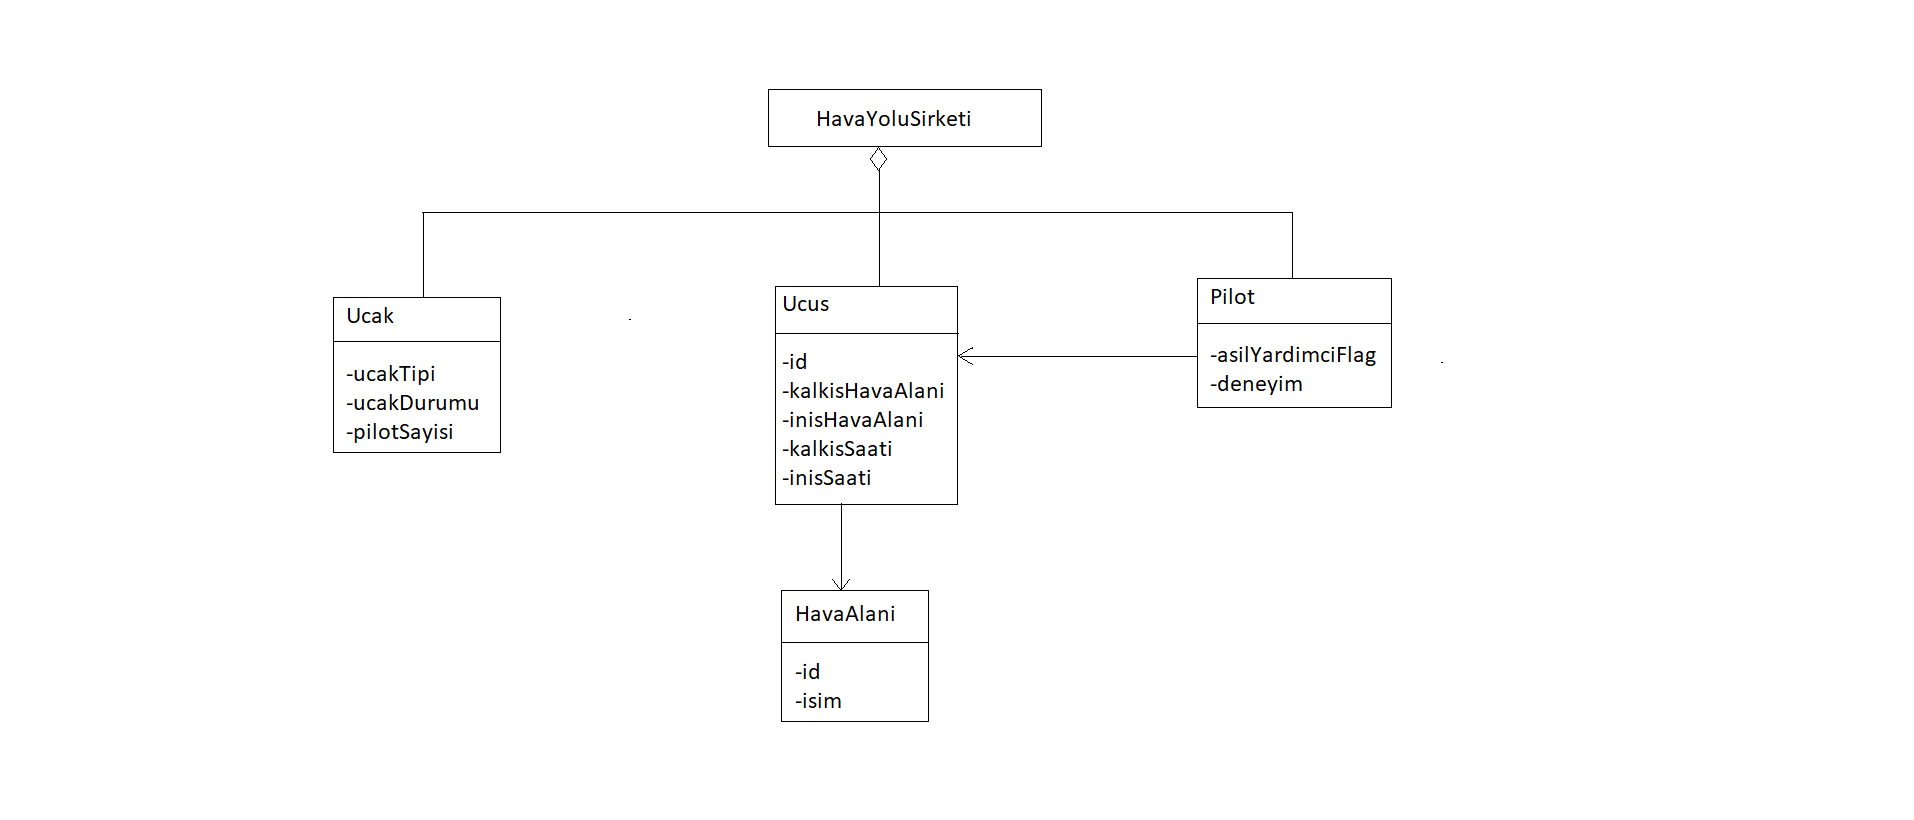 HavaYoluSirketi
Ucak
-ucakTipi
-ucakDurumu
-pilotSayisi
Ucus
-id
-kalkisHavaAlani
-inisHavaAlani
-kalkisSaati
-inisSaati
Pilot
-asilYardimciFlag
-deneyim
HavaAlani
-id
-isim